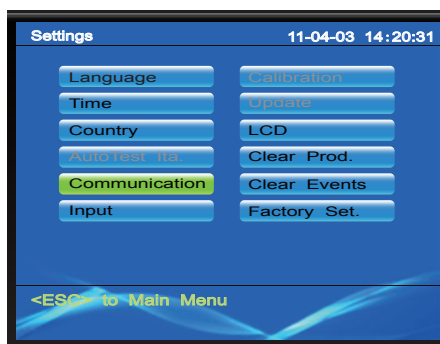 Settings 11-04-03 14:20:31
Language
Time
Country
AutoTest Ita.
Communication
Input
Calibration
Update
LCD
Clear Prod.
Clear Events
Factory Set.
<ESC> to Main Menu